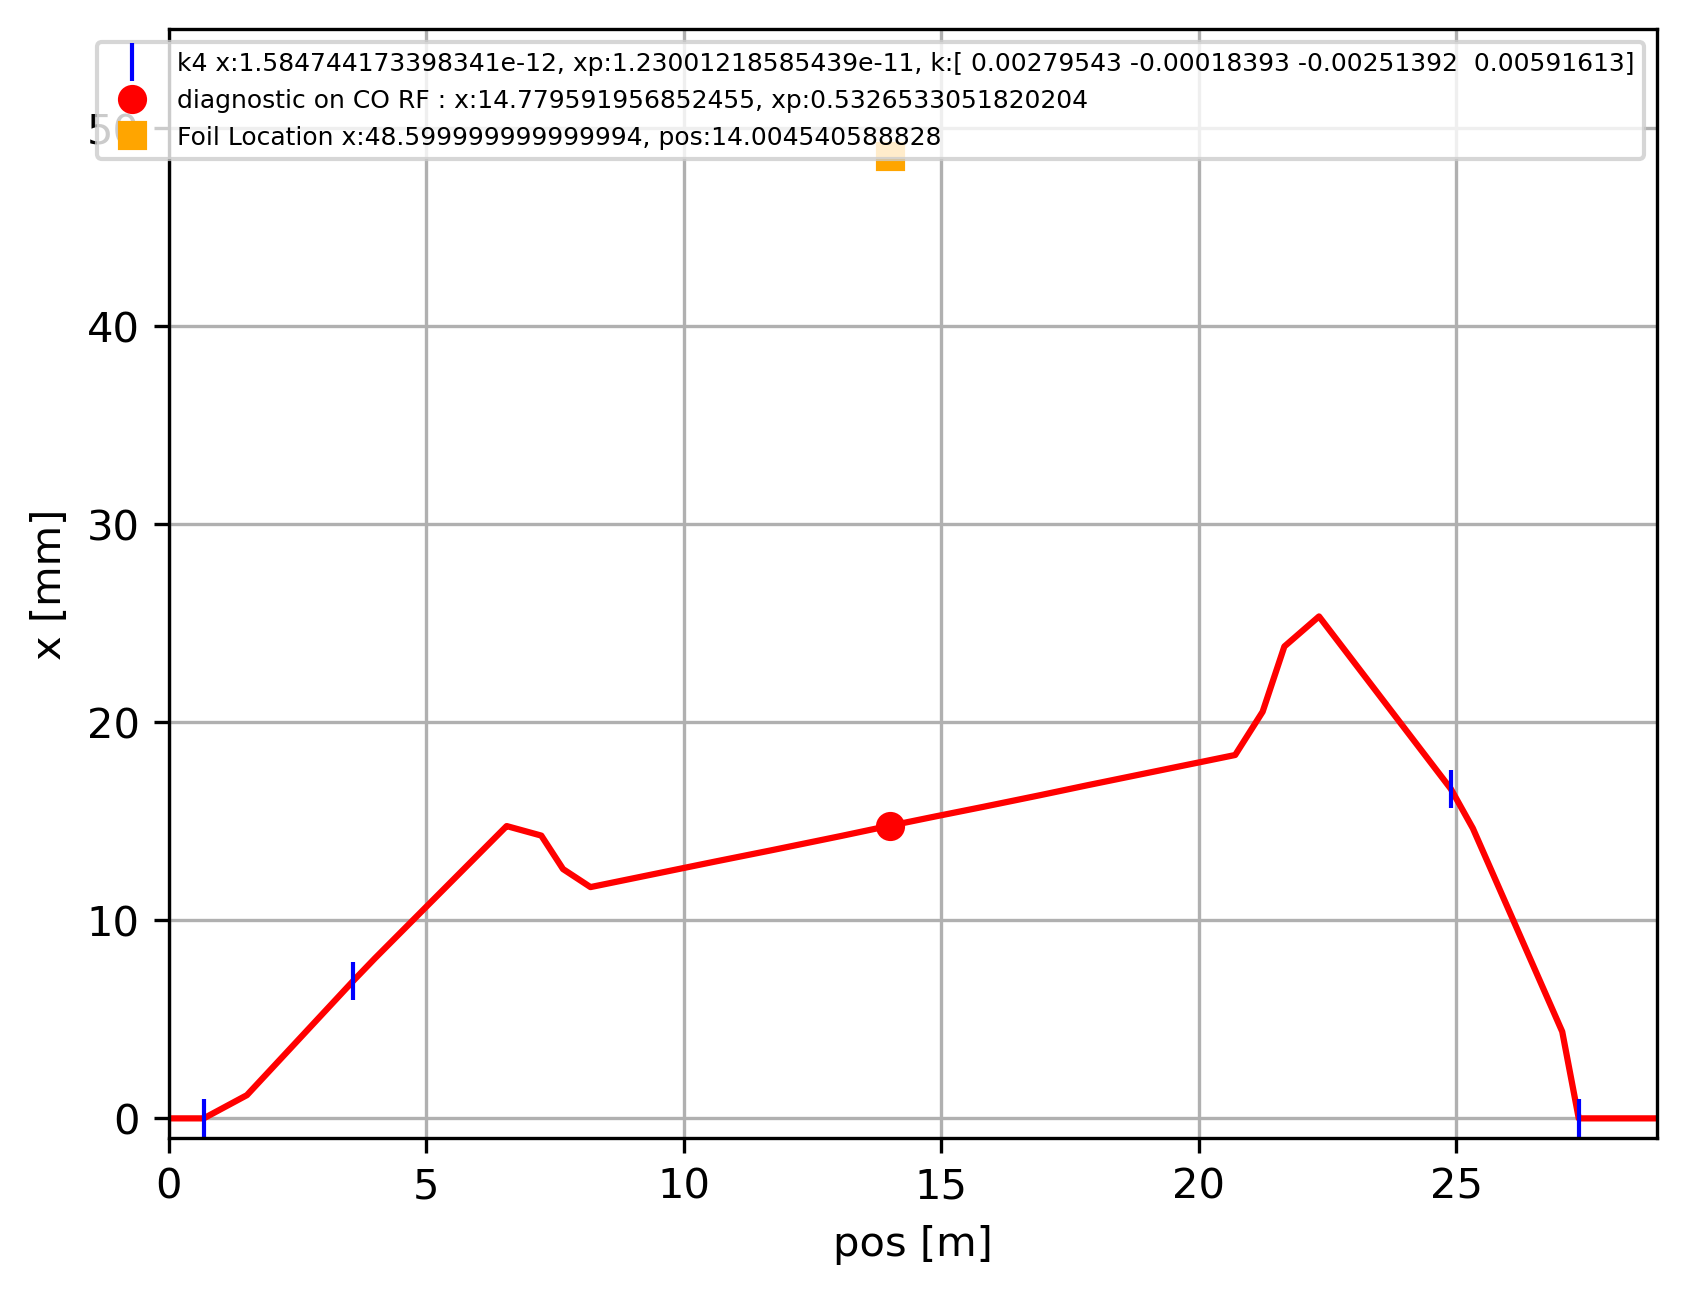 k4 x:1.584744173398341e-12, xp:1.23001218585439e-11, k:[ 0.00279543 -0.00018393 -0.00251392  0.00591613]
diagnostic on CO RF : x:14.779591956852455, xp:0.5326533051820204
Foil Location x:48.599999999999994, pos:14.004540588828
50
40
30
20
10
0
x [mm]
0 5 10 15 20 25
pos [m]